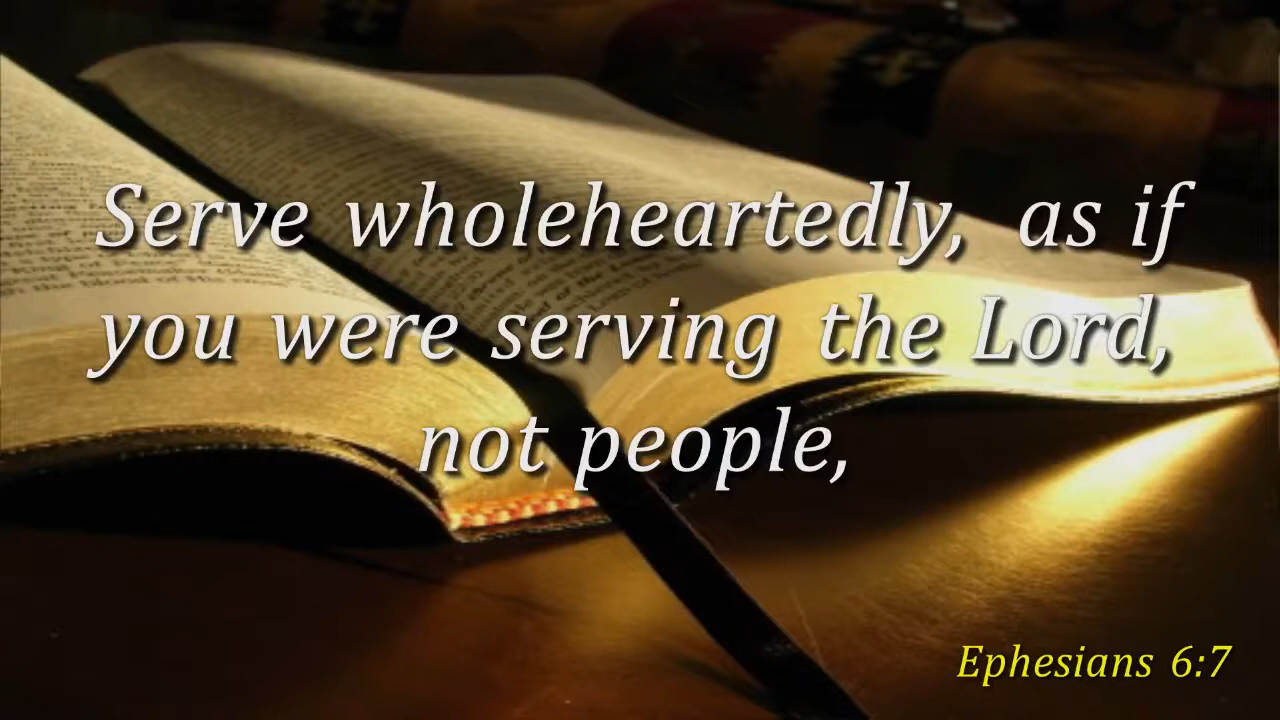 Serve wholeheartedly, as if
you were serving the Lord,
not people,
Ephesians 6:7